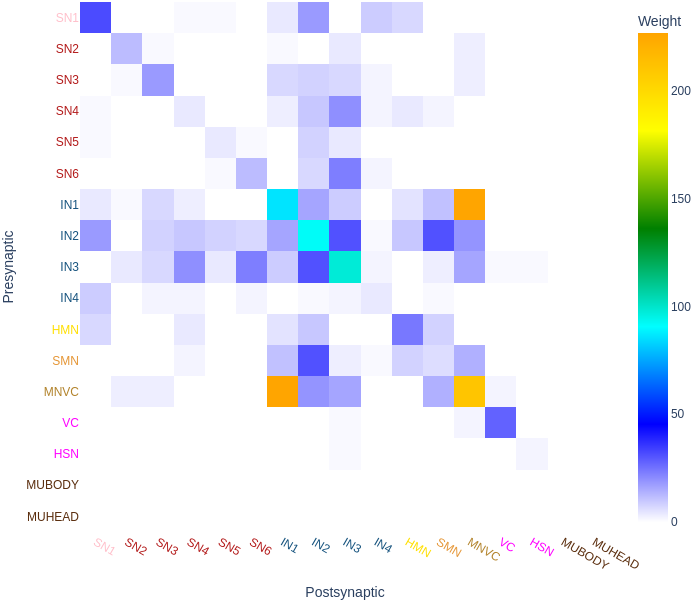 Weight
SN1
SN2
SN3
SN4
SN5
SN6
IN1
IN2
IN3
IN4
HMN
SMN
MNVC
VC
HSN
MUBODY
MUHEAD
Presynaptic
200
150
100
50
0
SN1 SN2 SN3 SN4 SN5 SN6 IN1 IN2 IN3 IN4 HMN SMN MNVC VC HSN MUBODY MUHEAD
Postsynaptic